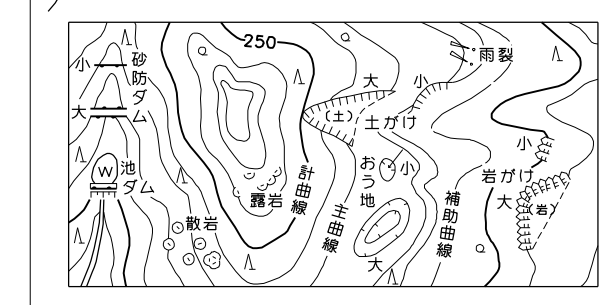 250
砂防ダム
小
大
W
池ダム
散岩
露岩
計曲線
主曲線
大
(土)
土がけ
小
雨裂
おう地
小
大
補助曲線
小
岩がけ
大
(岩)